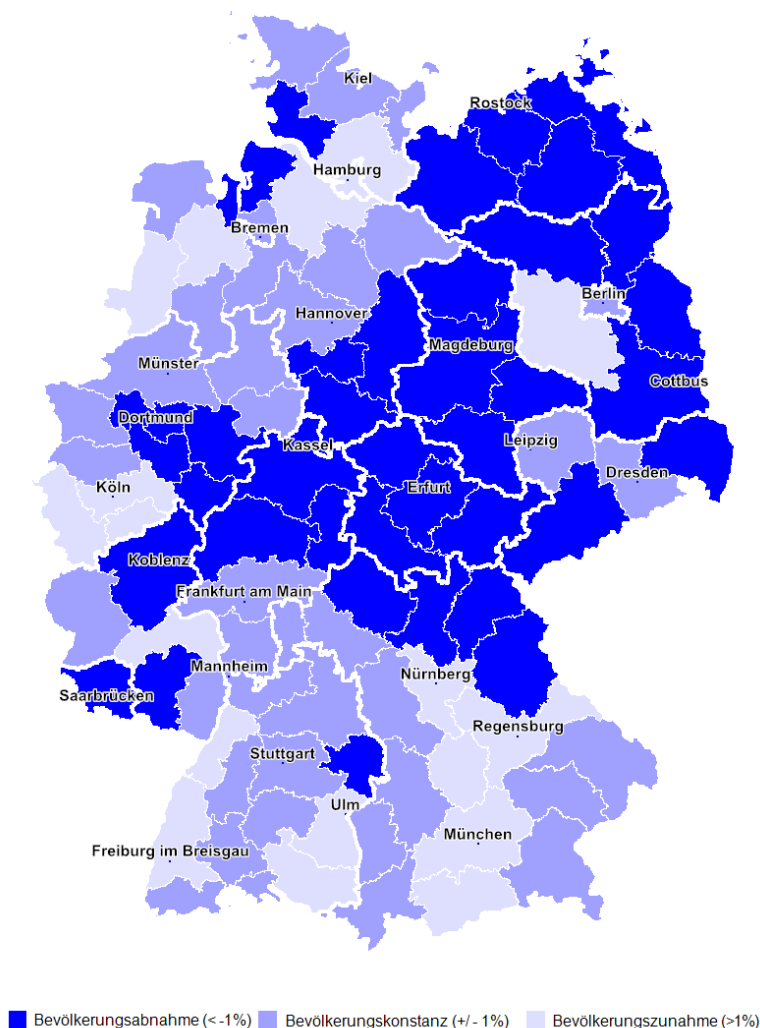 Kiel
Rostock
Hamburg
Bremen
Berlin
Hannover
Magdeburg
Münster
Cottbus
Dortmund
Kassel
Leipzig
Dresden
Köln
Erfurt
Koblenz
Frankfurt am Main
Mannheim
Nürnberg
Saarbrücken
Regensburg
Stuttgart
Ulm
München
Freiburg im Breisgau
Bevölkerungsabnahme (< -1%) Bevölkerungskonstanz (+/- 1%) Bevölkerungszunahme (>1%)